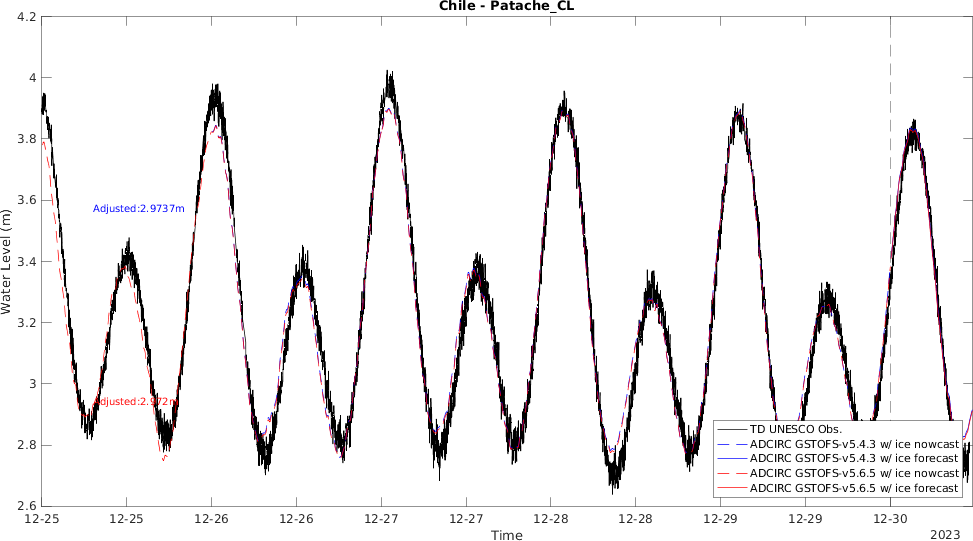 Chile - Patache_CL
4.2
4
3.8
3.6
3.4
3.2
3
2.8
2.6
Water Level (m)
Adjusted:2.9737m
Adjusted:2.972m
TD UNESCO Obs.
ADCIRC GSTOFS-v5.4.3 w/ ice nowcast
ADCIRC GSTOFS-v5.4.3 w/ ice forecast
ADCIRC GSTOFS-v5.6.5 w/ ice nowcast
ADCIRC GSTOFS-v5.6.5 w/ ice forecast
12-25 12-25 12-26 12-26 12-27 12-27 12-28 12-28 12-29 12-29 12-30
Time
2023